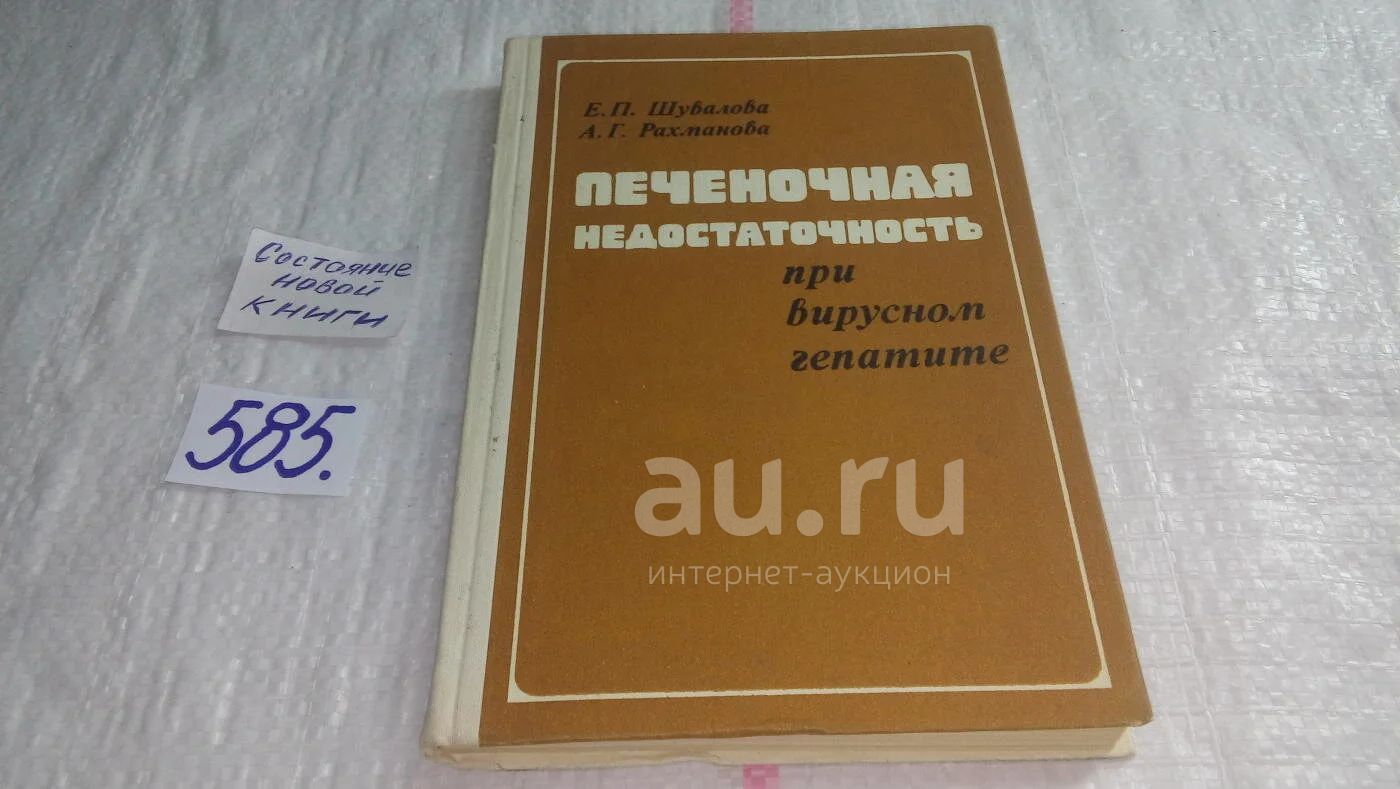 Е. П. Шувалова
А. Г. Рахманова
ПЕЧЕНОЧНАЯ
НЕДОСТАТОЧНОСТЬ
при
вирусном
гепатите
Состояние
новой
книги
585.
au.ru
интернет-аукцион